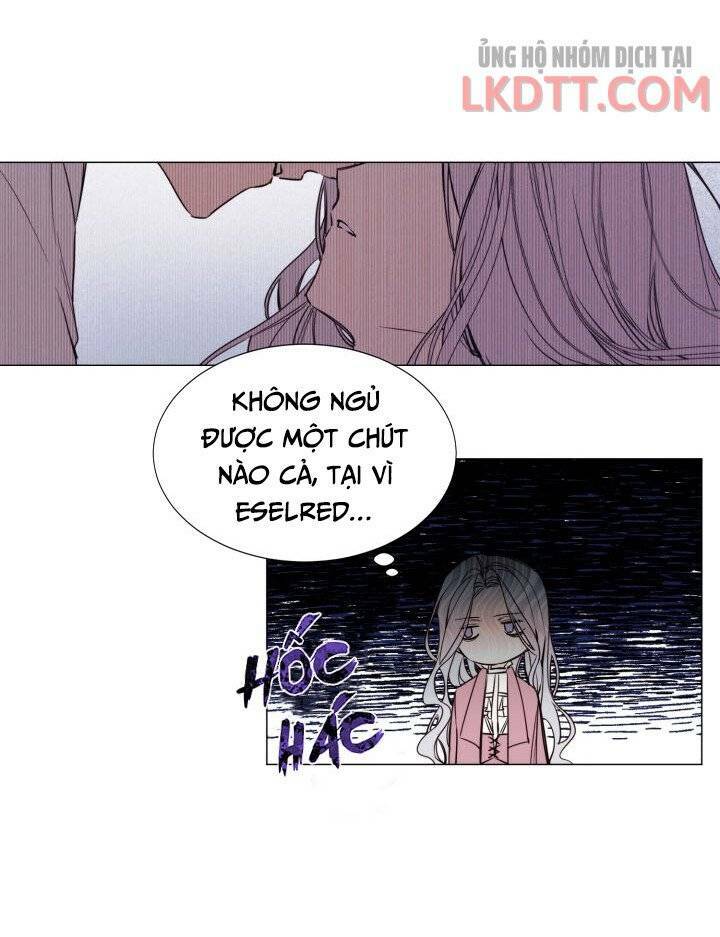 ỦNG HỘ NHÓM DỊCH TẠI
LKDTT.COM
KHÔNG NGỦ
ĐƯỢC MỘT CHÚT
NÀO CẢ, TẠI VÌ
ESELRED...
HỐC
HÁC